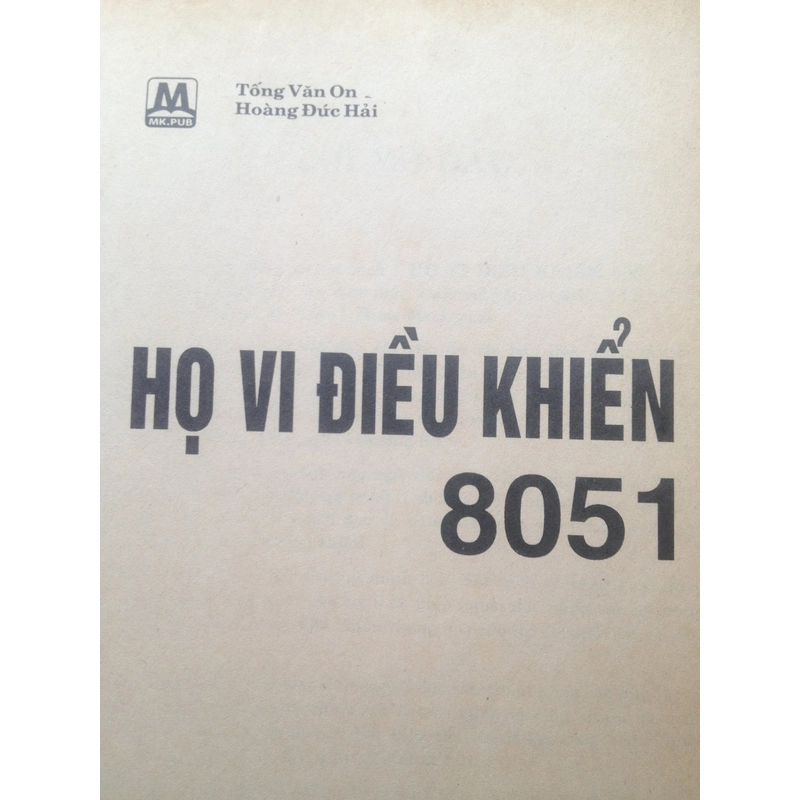 MK.PUB
Tống Văn On
Hoàng Đức Hải
HỌ VI ĐIỀU KHIỂN
8051